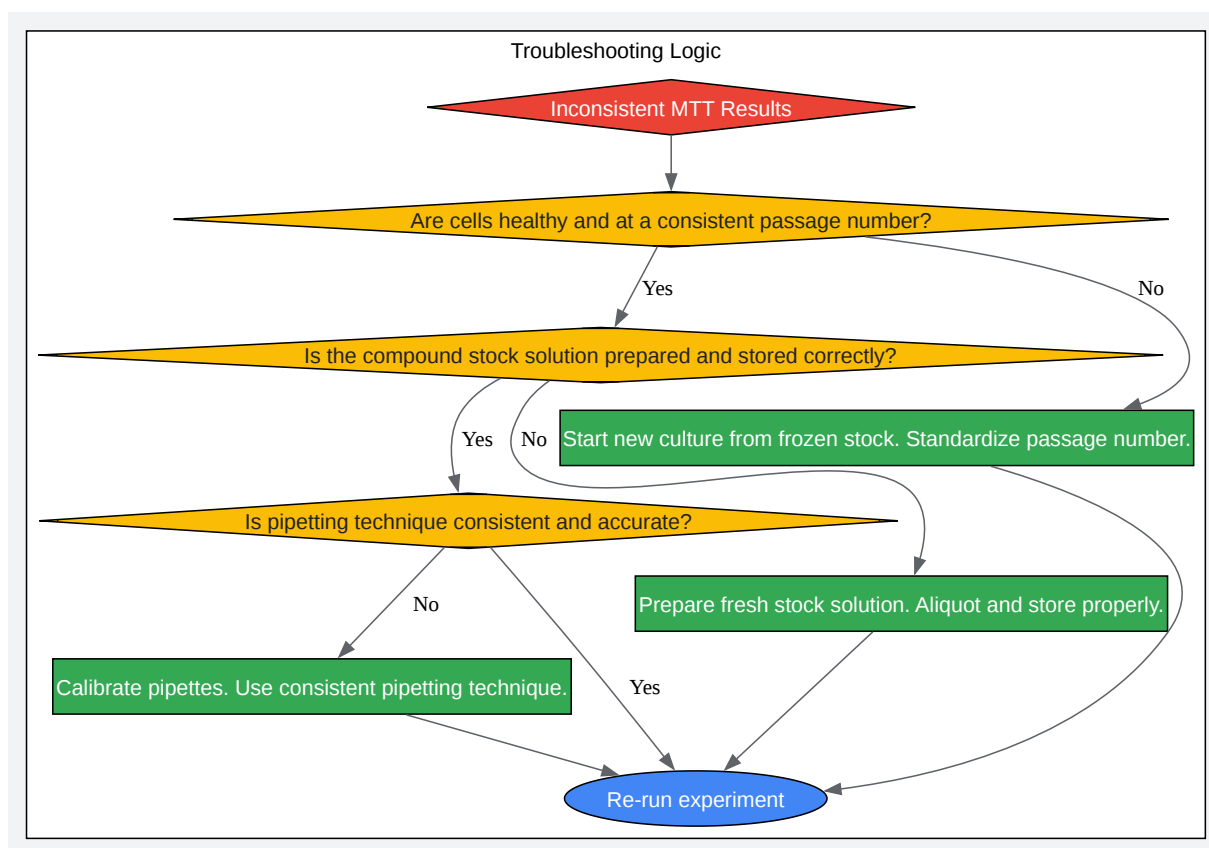 Troubleshooting Logic
Inconsistent MTT Results
Are cells healthy and at a consistent passage number?
Yes
No
Is the compound stock solution prepared and stored correctly?
Yes
No
Start new culture from frozen stock. Standardize passage number.
Is pipetting technique consistent and accurate?
No
Prepare fresh stock solution. Aliquot and store properly.
Calibrate pipettes. Use consistent pipetting technique.
Yes
Re-run experiment